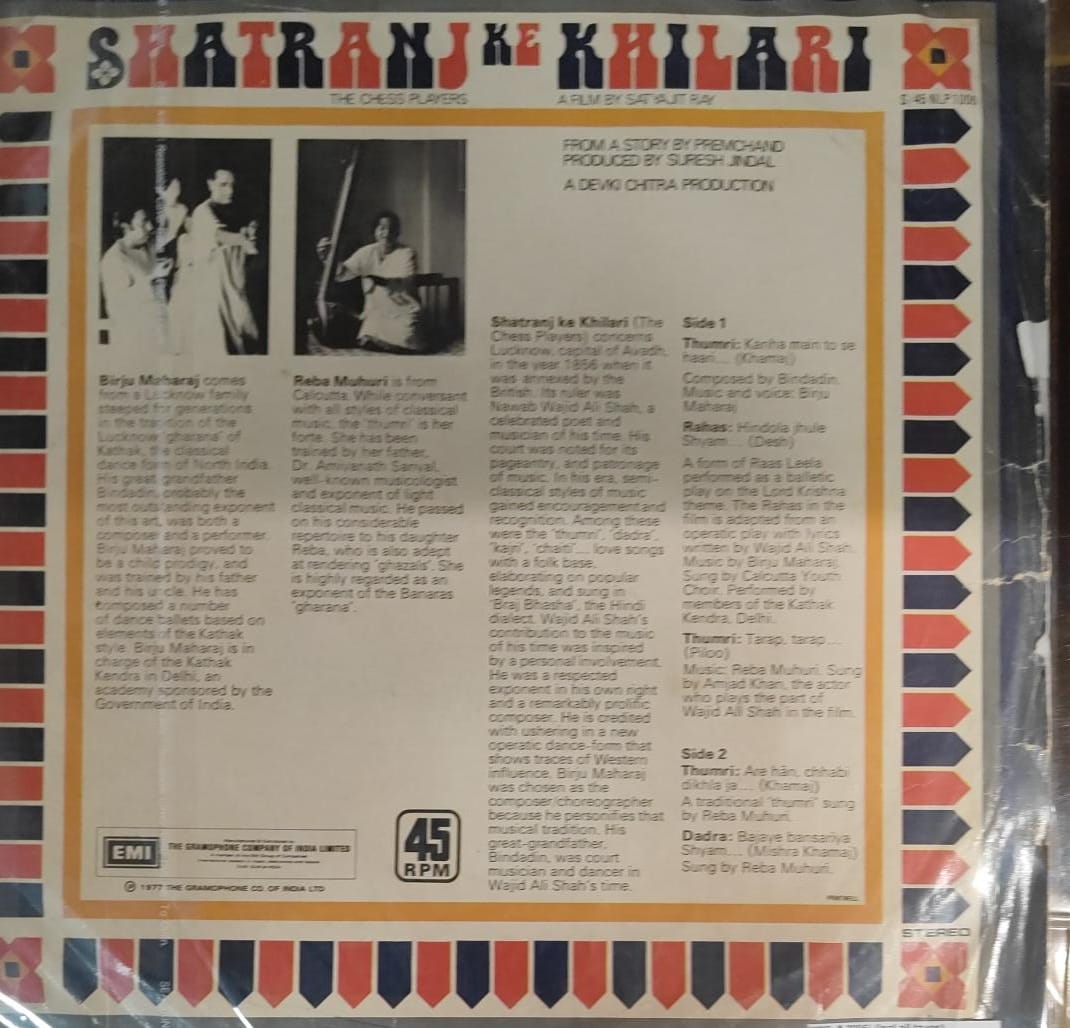 SHATRANJ KE KHILARI
THE CHESS PLAYERS
A FILM BY SATYAJIT RAY
FROM A STORY BY PREMCHAND
PRODUCED BY SURESH JINDAL
A DEVKI CHITRA PRODUCTION
Birju Maharaj comes
from a Lucknow family
steeped for generations
in the tradition of the
Lucknow 'gharana' of
Kathak, the classical
dance form of North India.
His great grandfather
Bindadin, probably the
most outstanding exponent
of this art, was both a
composer and a performer.
Birju Maharaj proved to
be a child prodigy, and
was trained by his father
and his uncle. He has
composed a number
of dance ballets based on
elements of the Kathak
style. Birju Maharaj is in
charge of the Kathak
Kendra in Delhi, an
academy sponsored by the
Government of India.
Reba Muhuri is from
Calcutta. While conversant
with all styles of classical
music, the 'thumri' is her
forte. She has been
trained by her father,
Dr. Amiyanath Sanyal,
well-known musicologist
and exponent of light
classical music. He passed
on his considerable
repertoire to his daughter
Reba, who is also adept
at rendering 'ghazals'. She
is highly regarded as an
exponent of the Banaras
'gharana'.
Shatranj ke Khilari (The
Chess Players) concerns
Lucknow, capital of Avadh,
in the year 1856 when it
was annexed by the
British. Its ruler was
Nawab Wajid Ali Shah, a
celebrated poet and
musician of his time. His
court was noted for its
pageantry, and patronage
of music. In his era, semi-
classical styles of music
gained encouragement and
recognition. Among these
were the 'thumri', 'dadra',
'kajri', 'chaiti'.... love songs
with a folk base,
elaborating on popular
legends, and sung in
'Braj Bhasha', the Hindi
dialect. Wajid Ali Shah's
contribution to the music
of his time was inspired
by a personal involvement.
He was a respected
exponent in his own right
and a remarkably prolific
composer. He is credited
with ushering in a new
operatic dance-form that
shows traces of Western
influence. Birju Maharaj
was chosen as the
composer/choreographer
because he personifies that
musical tradition. His
great-grandfather,
Bindadin, was court
musician and dancer in
Wajid Ali Shah's time.
Side 1
Thumri: Kanha main to se
haari.... (Khamaj)
Composed by Bindadin.
Music and voice: Birju
Maharaj
Rahas: Hindola jhule
Shyam.... (Desh)
A form of Raas Leela
performed as a balletic
play on the Lord Krishna
theme. The Rahas in the
film is adapted from an
operatic play with lyrics
written by Wajid Ali Shah.
Music by Birju Maharaj.
Sung by Calcutta Youth
Choir. Performed by
members of the Kathak
Kendra, Delhi.
Thumri: Tarap, tarap....
(Piloo)
Music: Reba Muhuri. Sung
by Amjad Khan, the actor
who plays the part of
Wajid Ali Shah in the film.
Side 2
Thumri: Are hân, chhabi
dikhla ja.... (Khamaj)
A traditional 'thumri' sung
by Reba Muhuri.
Dadra: Bajaye bansariya
Shyam.... (Mishra Khamaj)
Sung by Reba Muhuri.
EMI
THE GRAMOPHONE COMPANY OF INDIA LIMITED
℗ 1977 THE GRAMOPHONE CO. OF INDIA LTD
45
RPM
STEREO